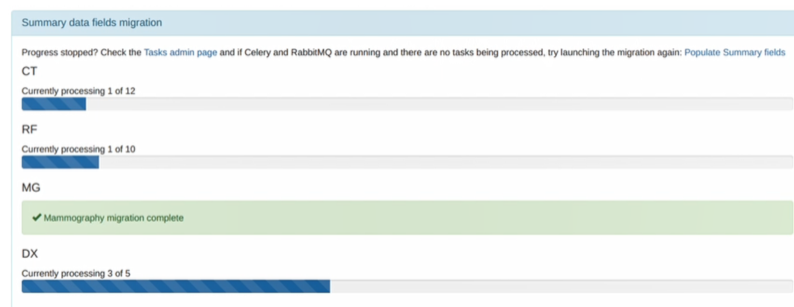 Summary data fields migration
Progress stopped? Check the Tasks admin page and if Celery and RabbitMQ are running and there are no tasks being processed, try launching the migration again: Populate Summary fields
CT
Currently processing 1 of 12
RF
Currently processing 1 of 10
MG
✔ Mammography migration complete
DX
Currently processing 3 of 5